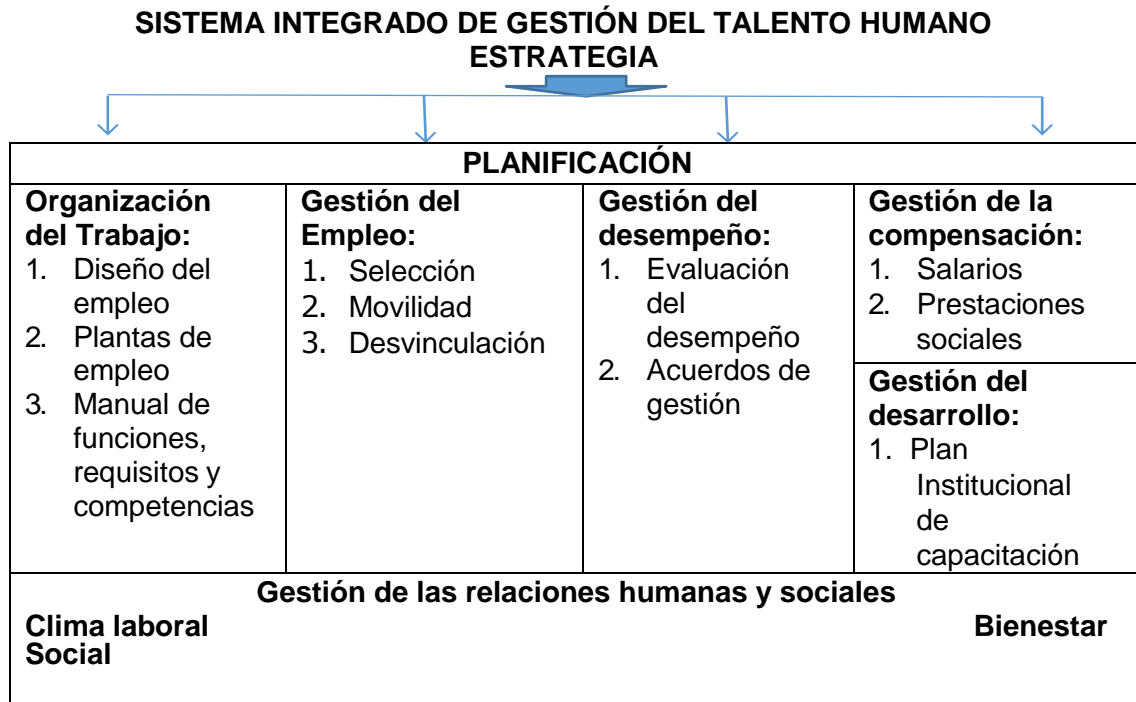 SISTEMA INTEGRADO DE GESTIÓN DEL TALENTO HUMANO
ESTRATEGIA
PLANIFICACIÓN
Organización
del Trabajo:
1. Diseño del
empleo
2. Plantas de
empleo
3. Manual de
funciones,
requisitos y
competencias
Gestión del
Empleo:
1. Selección
2. Movilidad
3. Desvinculación
Gestión del
desempeño:
1. Evaluación
del
desempeño
2. Acuerdos de
gestión
Gestión de la
compensación:
1. Salarios
2. Prestaciones
sociales
Gestión del
desarrollo:
1. Plan
Institucional
de
capacitación
Gestión de las relaciones humanas y sociales
Clima laboral Bienestar
Social